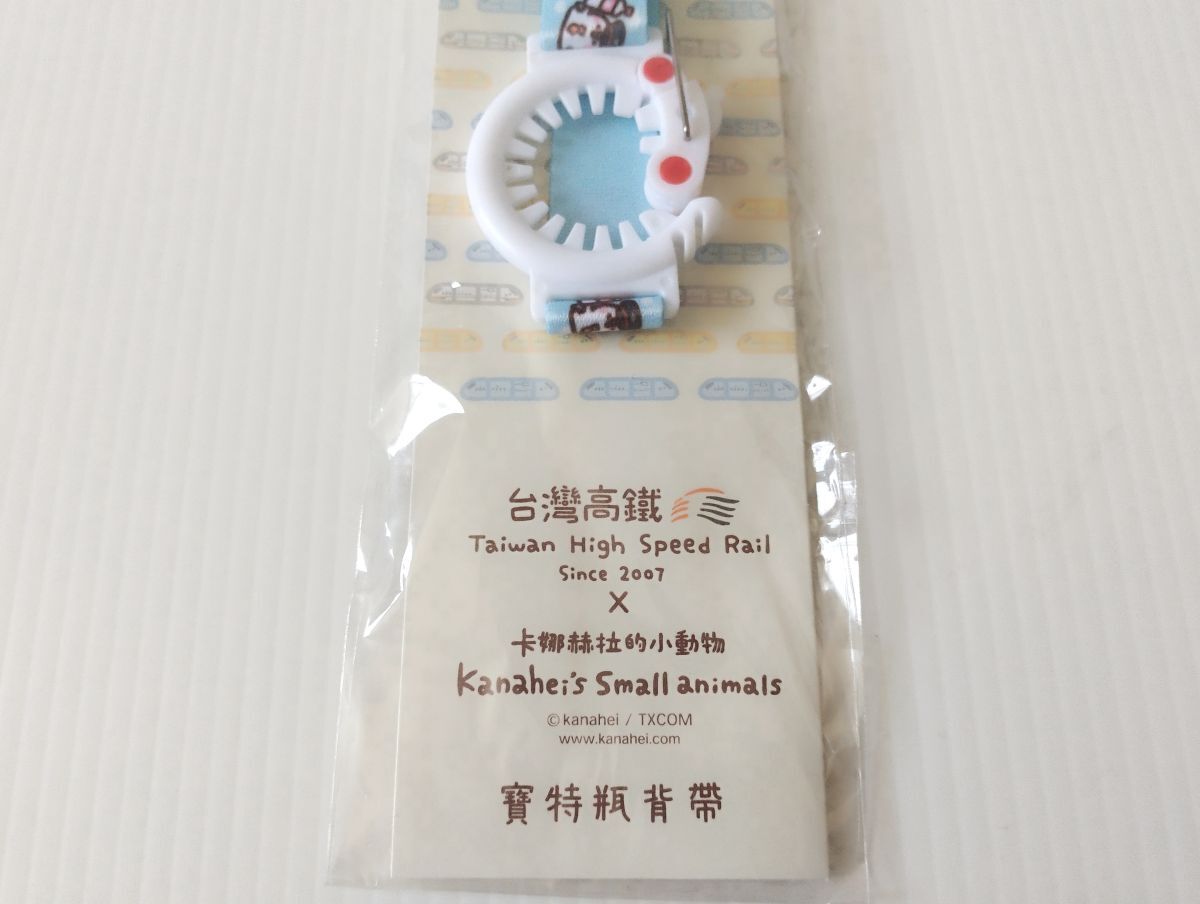 台灣高鐵
Taiwan High Speed Rail
Since 2007
X
卡娜赫拉的小動物
Kanahei's Small animals
©kanahei / TXCOM
www.kanahei.com
寶特瓶背帶